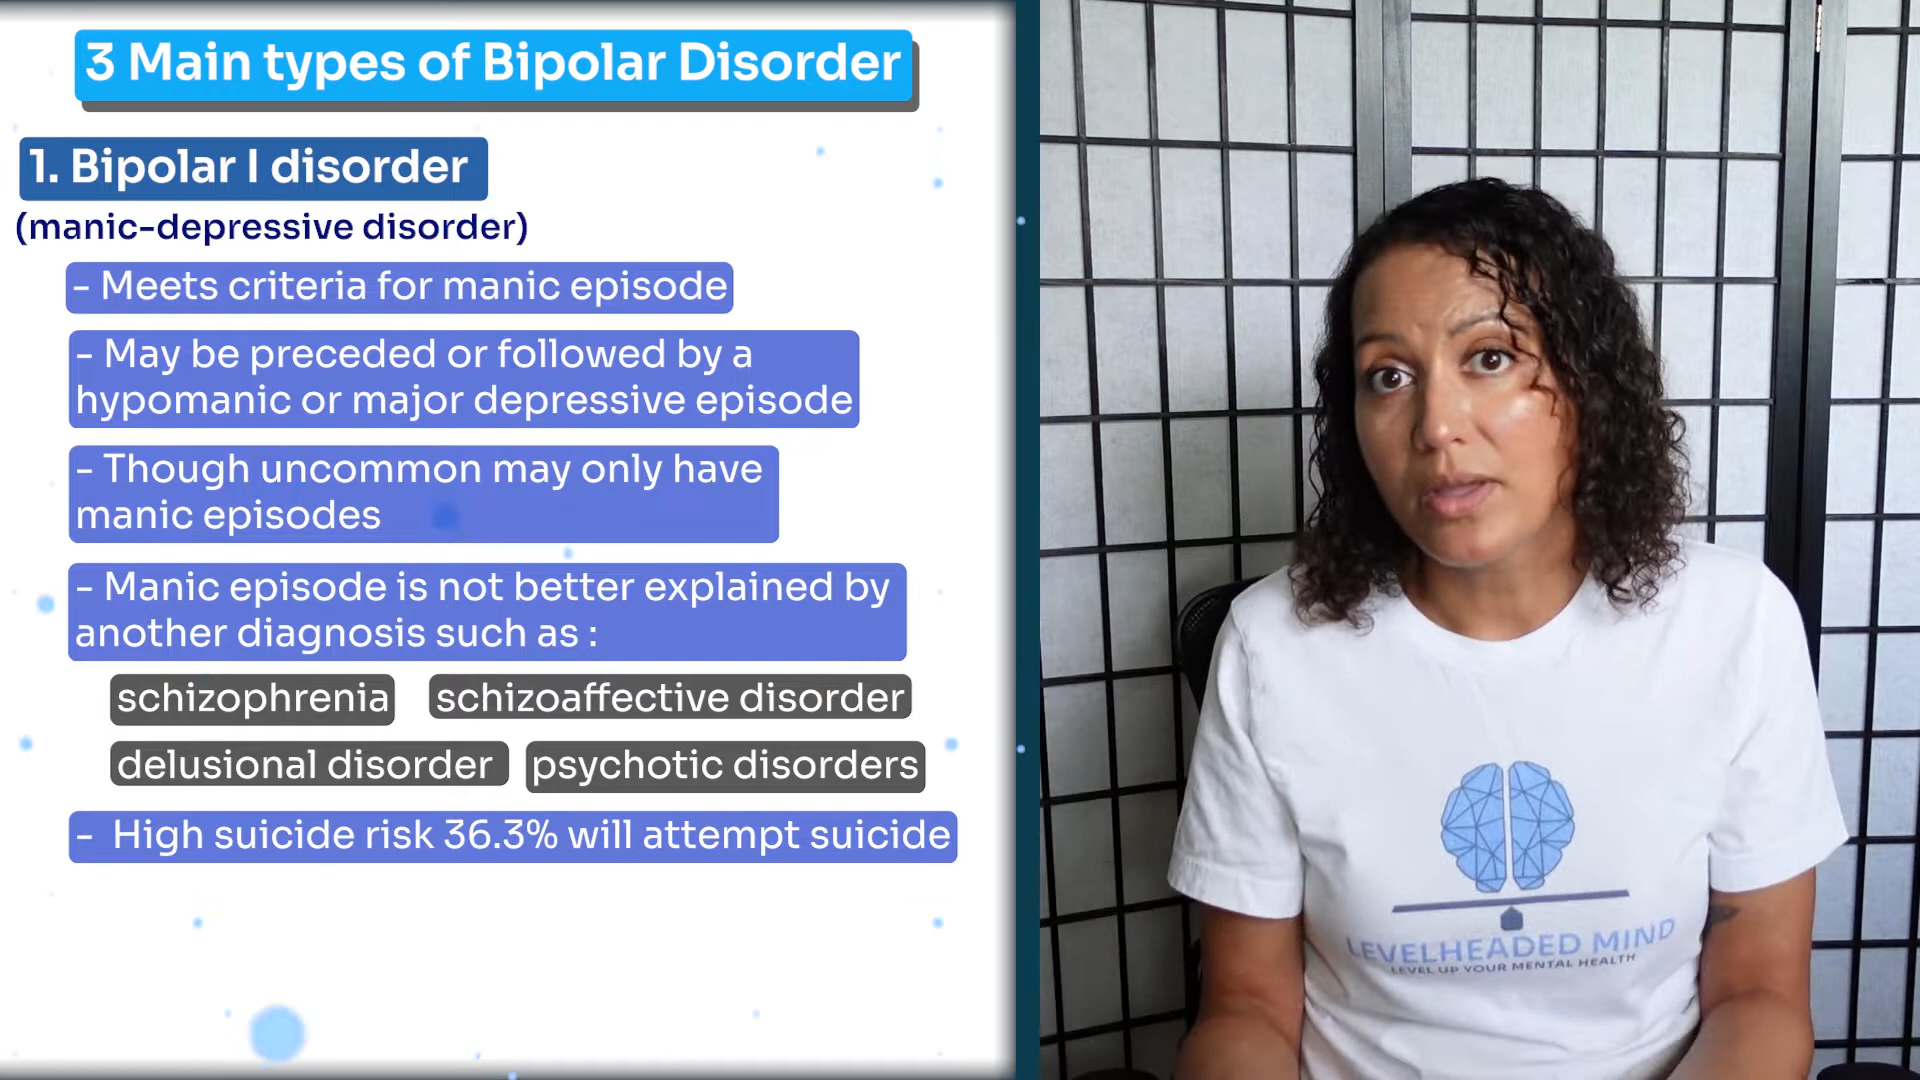 3 Main types of Bipolar Disorder
1. Bipolar I disorder
(manic-depressive disorder)
- Meets criteria for manic episode
- May be preceded or followed by a
hypomanic or major depressive episode
- Though uncommon may only have
manic episodes
- Manic episode is not better explained by
another diagnosis such as :
schizophrenia schizoaffective disorder
delusional disorder psychotic disorders
- High suicide risk 36.3% will attempt suicide
LEVELHEADED MIND
LEVEL UP YOUR MENTAL HEALTH